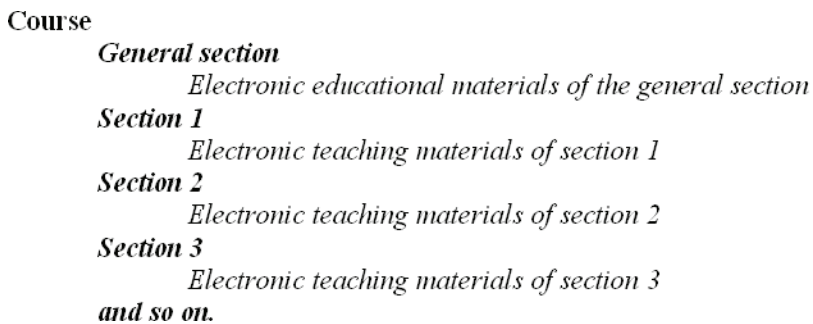 Course
General section
Electronic educational materials of the general section
Section 1
Electronic teaching materials of section 1
Section 2
Electronic teaching materials of section 2
Section 3
Electronic teaching materials of section 3
and so on.